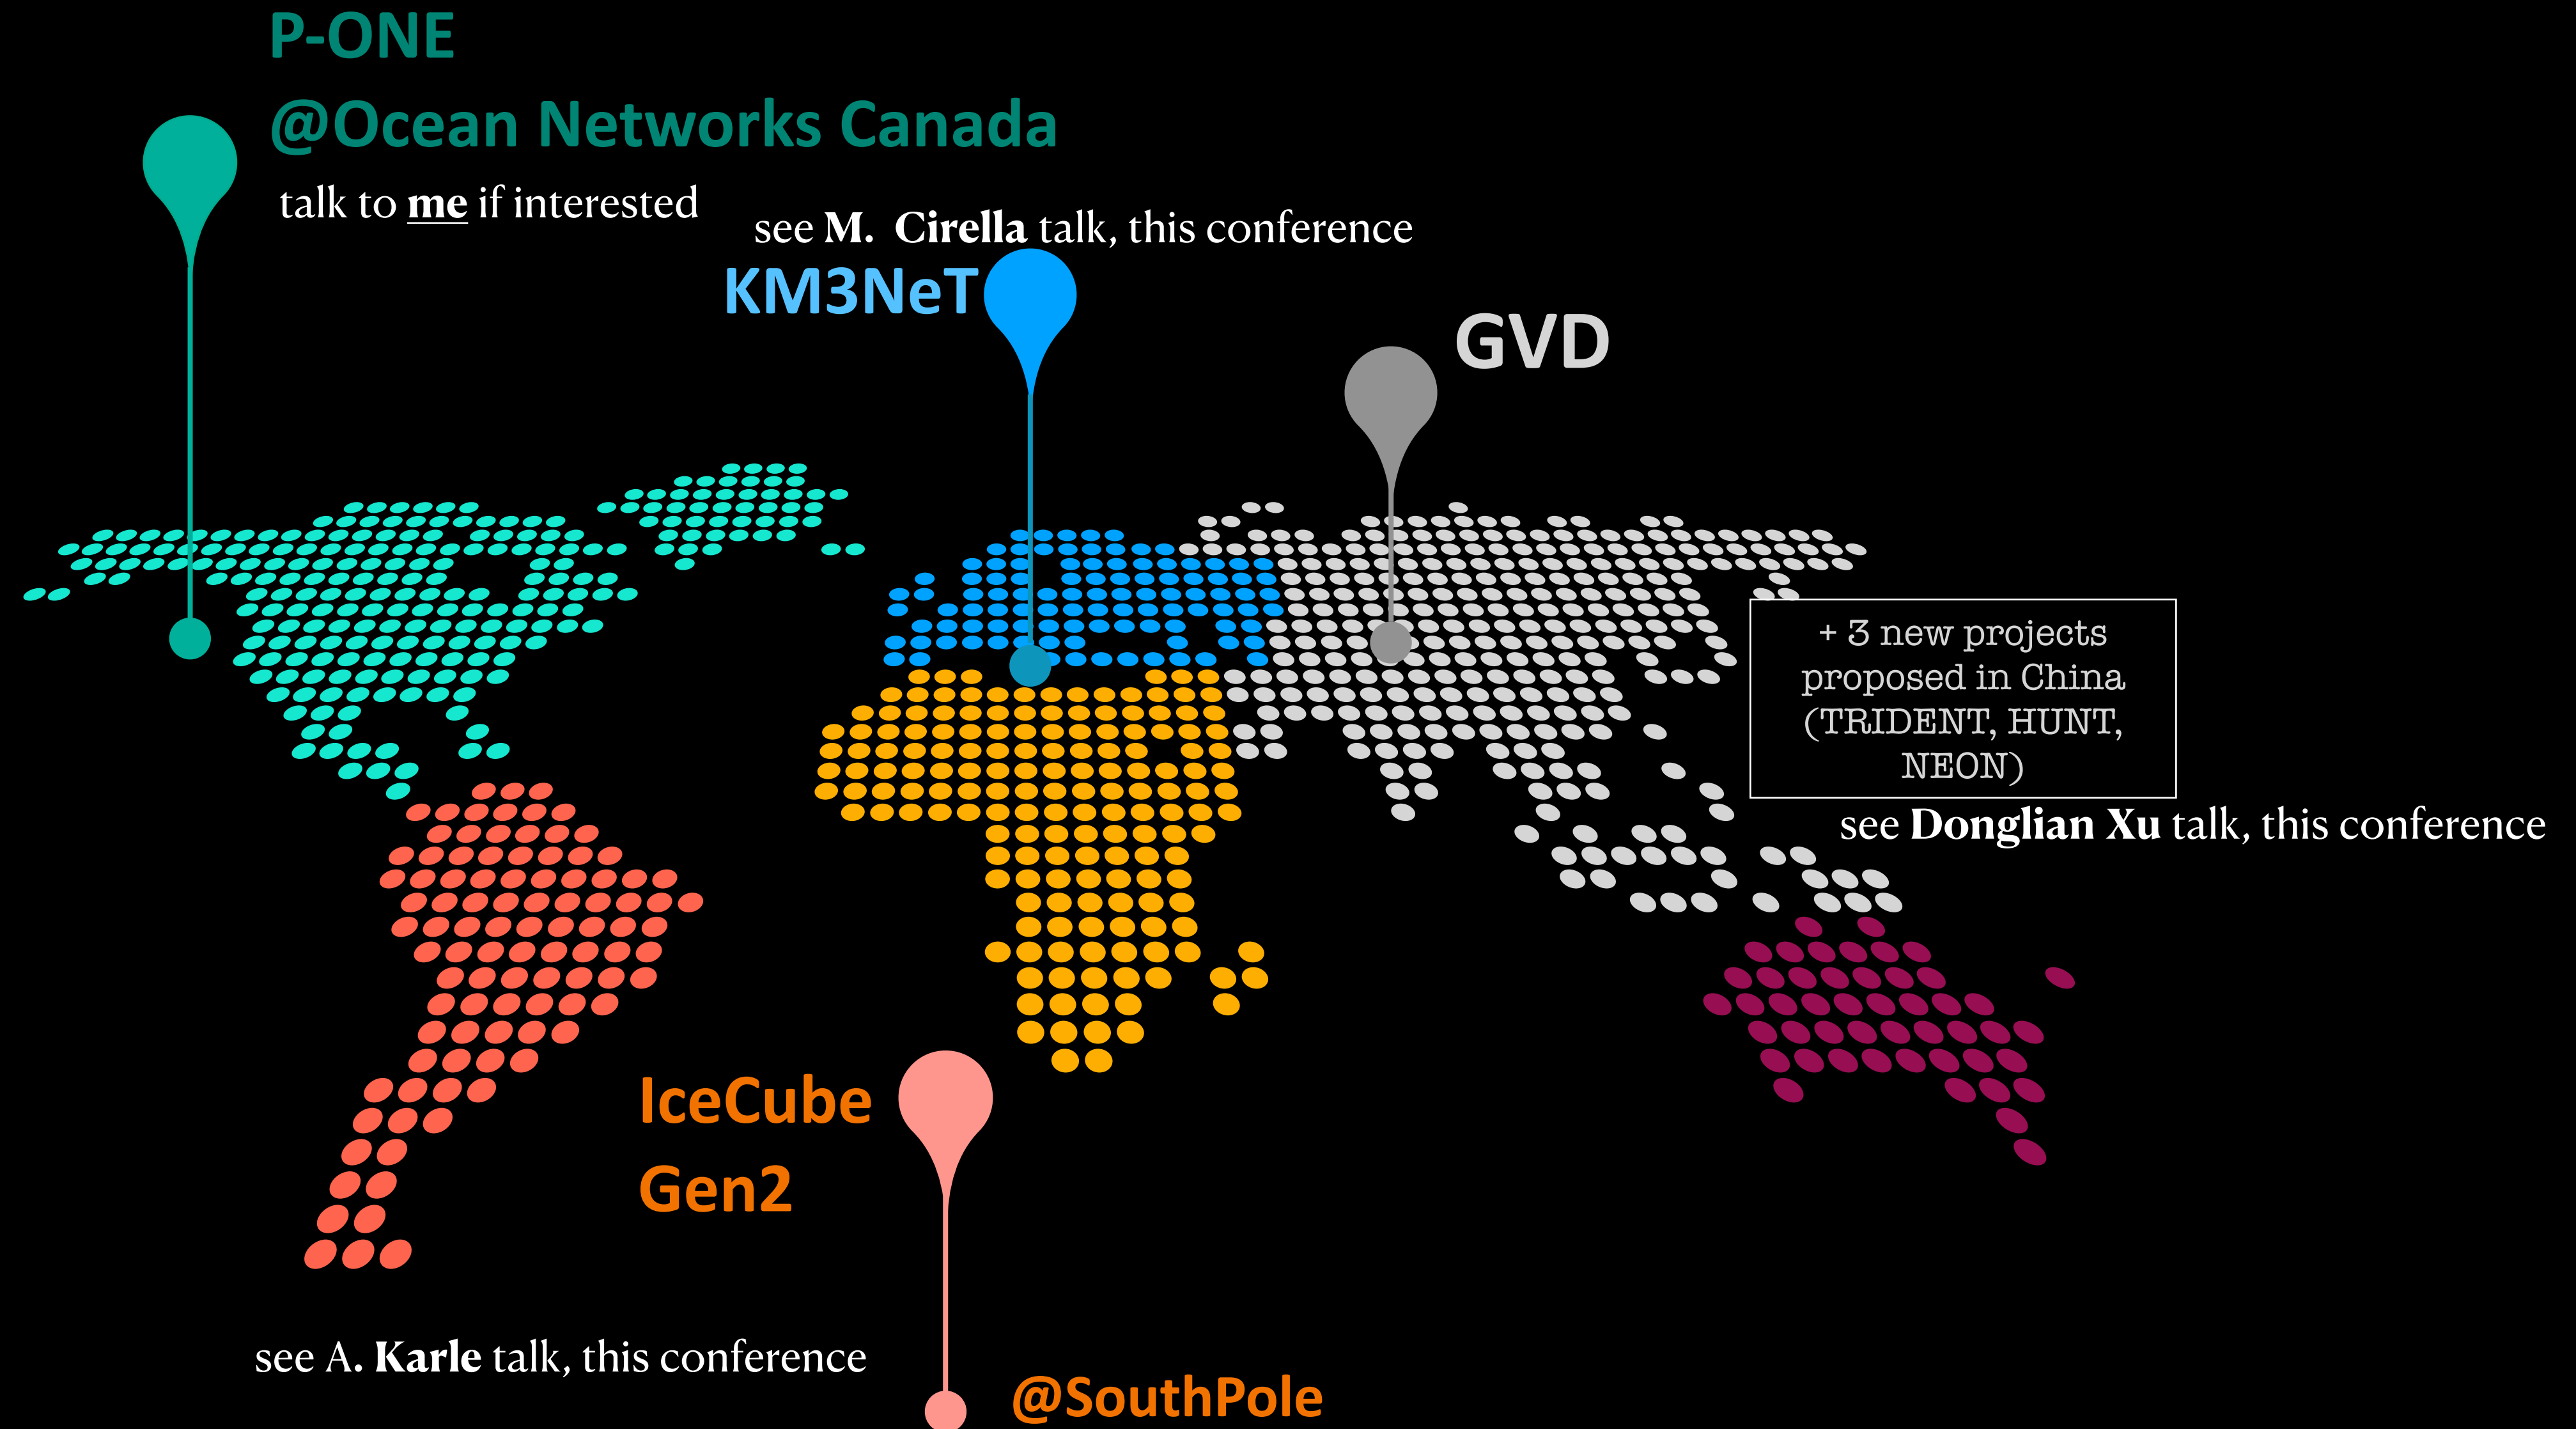 P-ONE
@Ocean Networks Canada
talk to me if interested
see M. Cirella talk, this conference
KM3NeT
GVD
+ 3 new projects
proposed in China
(TRIDENT, HUNT,
NEON)
see Donglian Xu talk, this conference
IceCube
Gen2
see A. Karle talk, this conference
@SouthPole